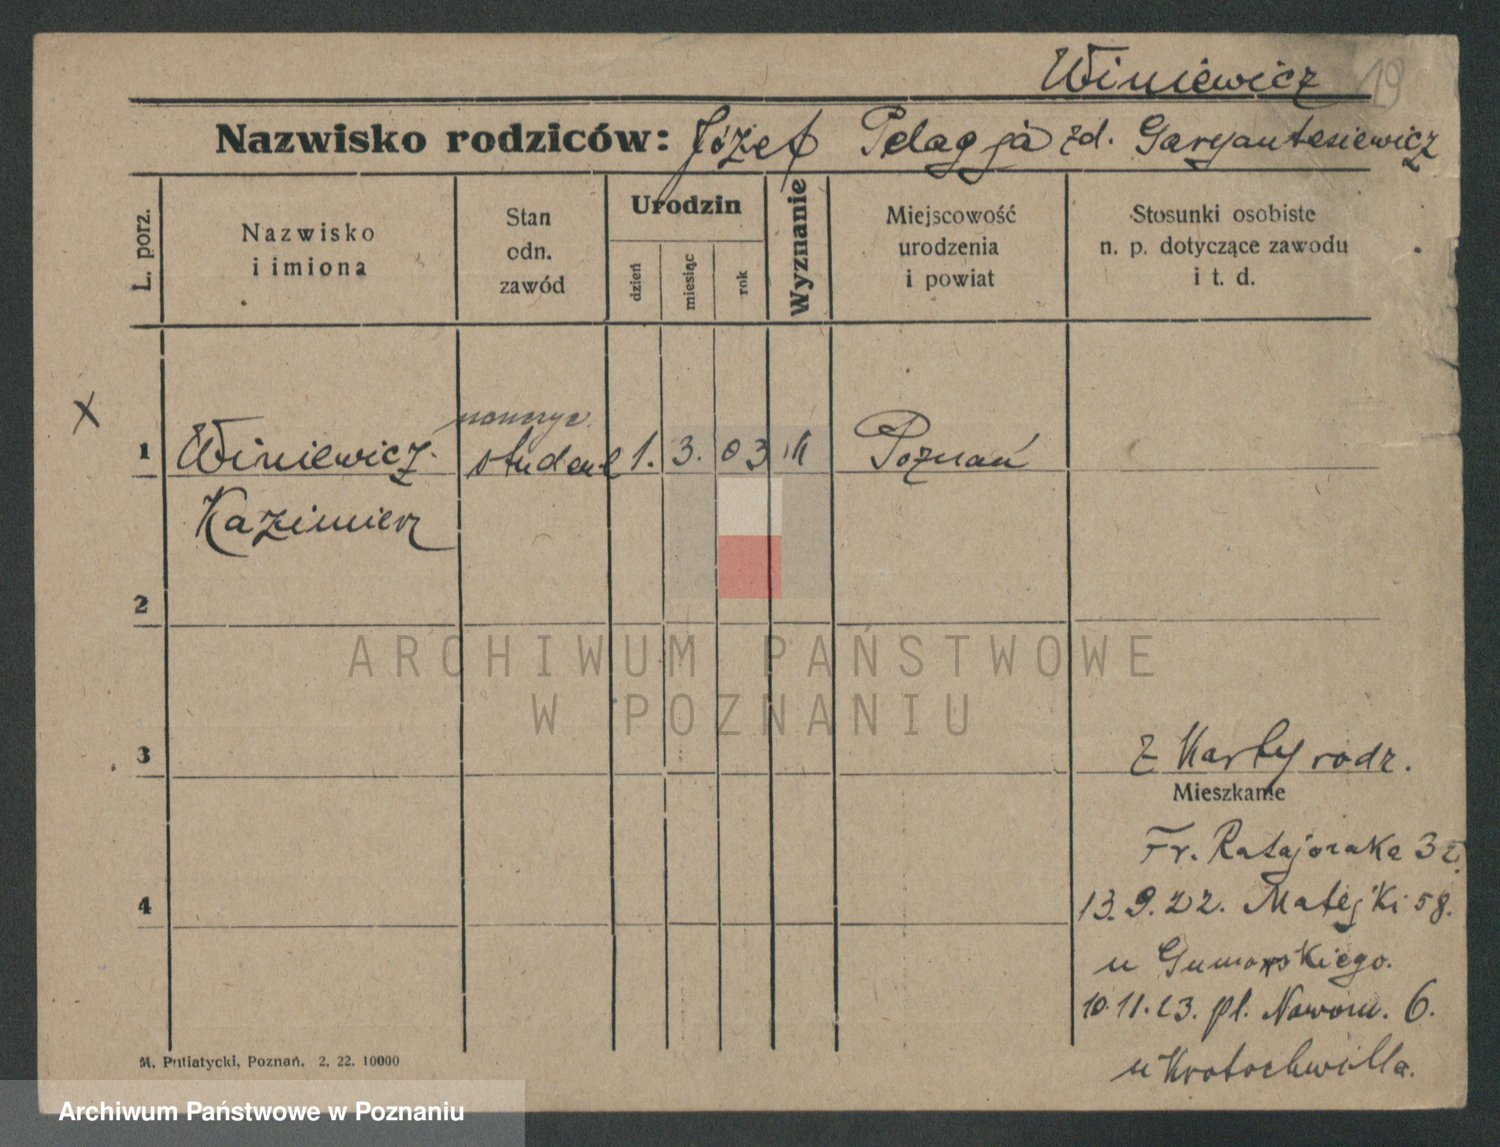 Winiewicz 19
Nazwisko rodziców: Józef Pelagja zd. Garyantesiewicz
L. porz.
Nazwisko
i imiona
Stan
odn.
zawód
Urodzin
dzień
miesiąc
rok
Wyznanie
Miejscowość
urodzenia
i powiat
Stosunki osobiste
n. p. dotyczące zawodu
i t. d.
X
1 Winiewicz student 1. 3. 03 Poznań
Kazimierz
2
ARCHIWUM PAŃSTWOWE
W POZNANIU
3
z Karty rodz.
Mieszkanie
Fr. Ratajczaka 32.
4
13.9.22. Matejki 58.
u Gumowskiego.
10.11.23. pl. Nowom. 6.
u Krotochwilla.
M. Putiatycki, Poznań. 2. 22. 10000
Archiwum Państwowe w Poznaniu